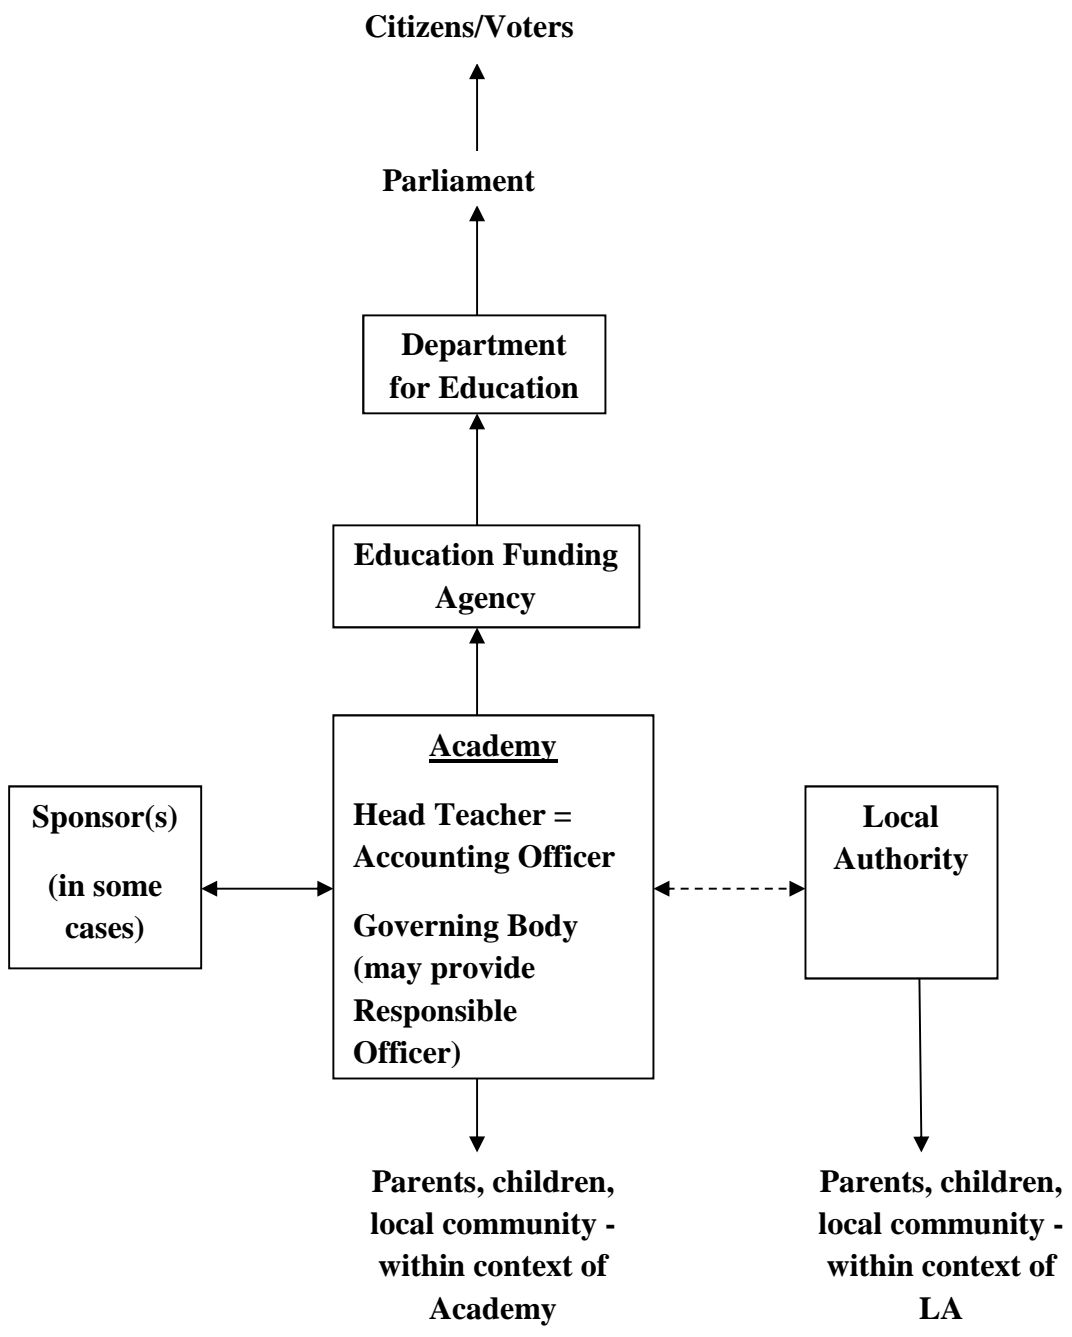 Citizens/Voters
Parliament
Department
for Education
Education Funding
Agency
Academy
Head Teacher =
Accounting Officer
Governing Body
(may provide
Responsible
Officer)
Sponsor(s)
(in some
cases)
Local
Authority
Parents, children,
local community -
within context of
Academy
Parents, children,
local community -
within context of
LA